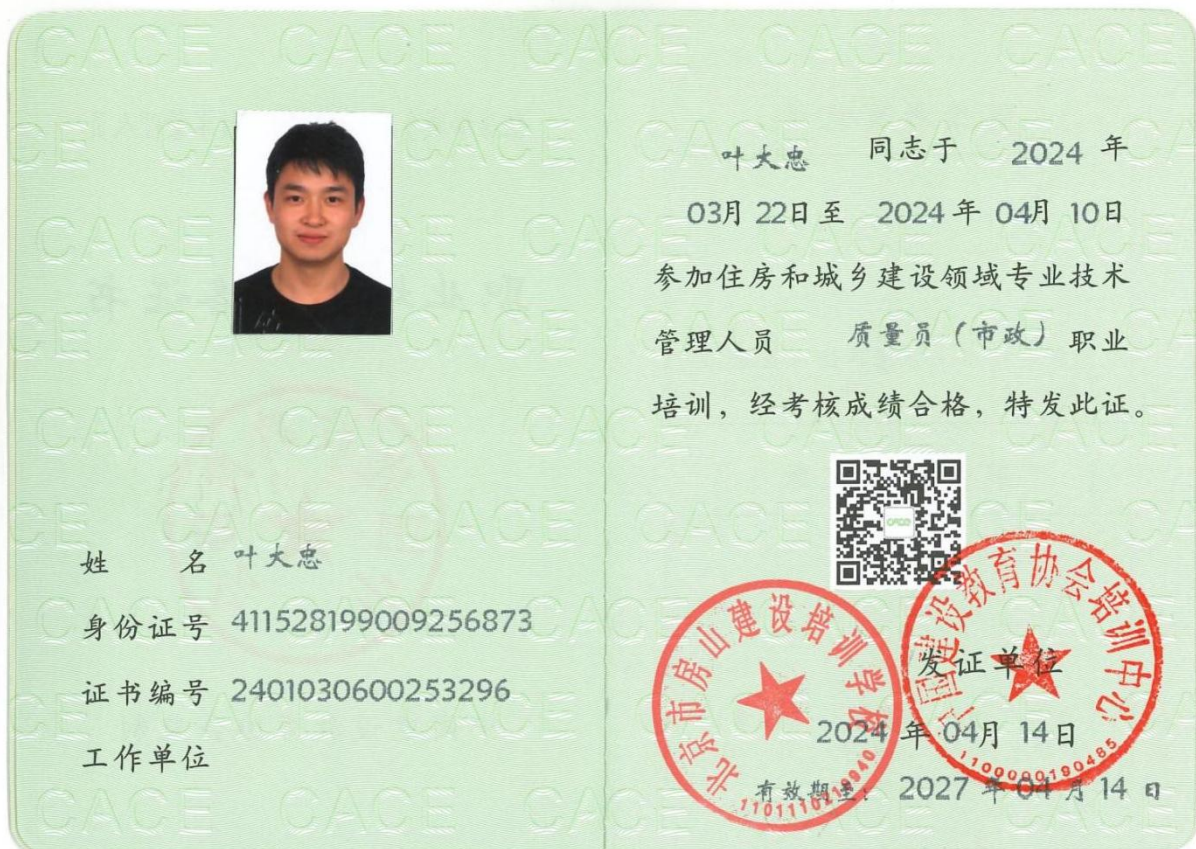 姓 名 叶大忠
身份证号 411528199009256873
证书编号 2401030600253296
工作单位
叶大忠 同志于 2024 年
03月 22日至 2024 年 04月 10日
参加住房和城乡建设领域专业技术
管理人员 质量员（市政）职业
培训，经考核成绩合格，特发此证。
CACE
北京市房山建设培训学校
中国建设教育协会培训中心
1100000190485
发证单位
2024 年 04月 14日
有效期至： 2027 年 04 月 14 日